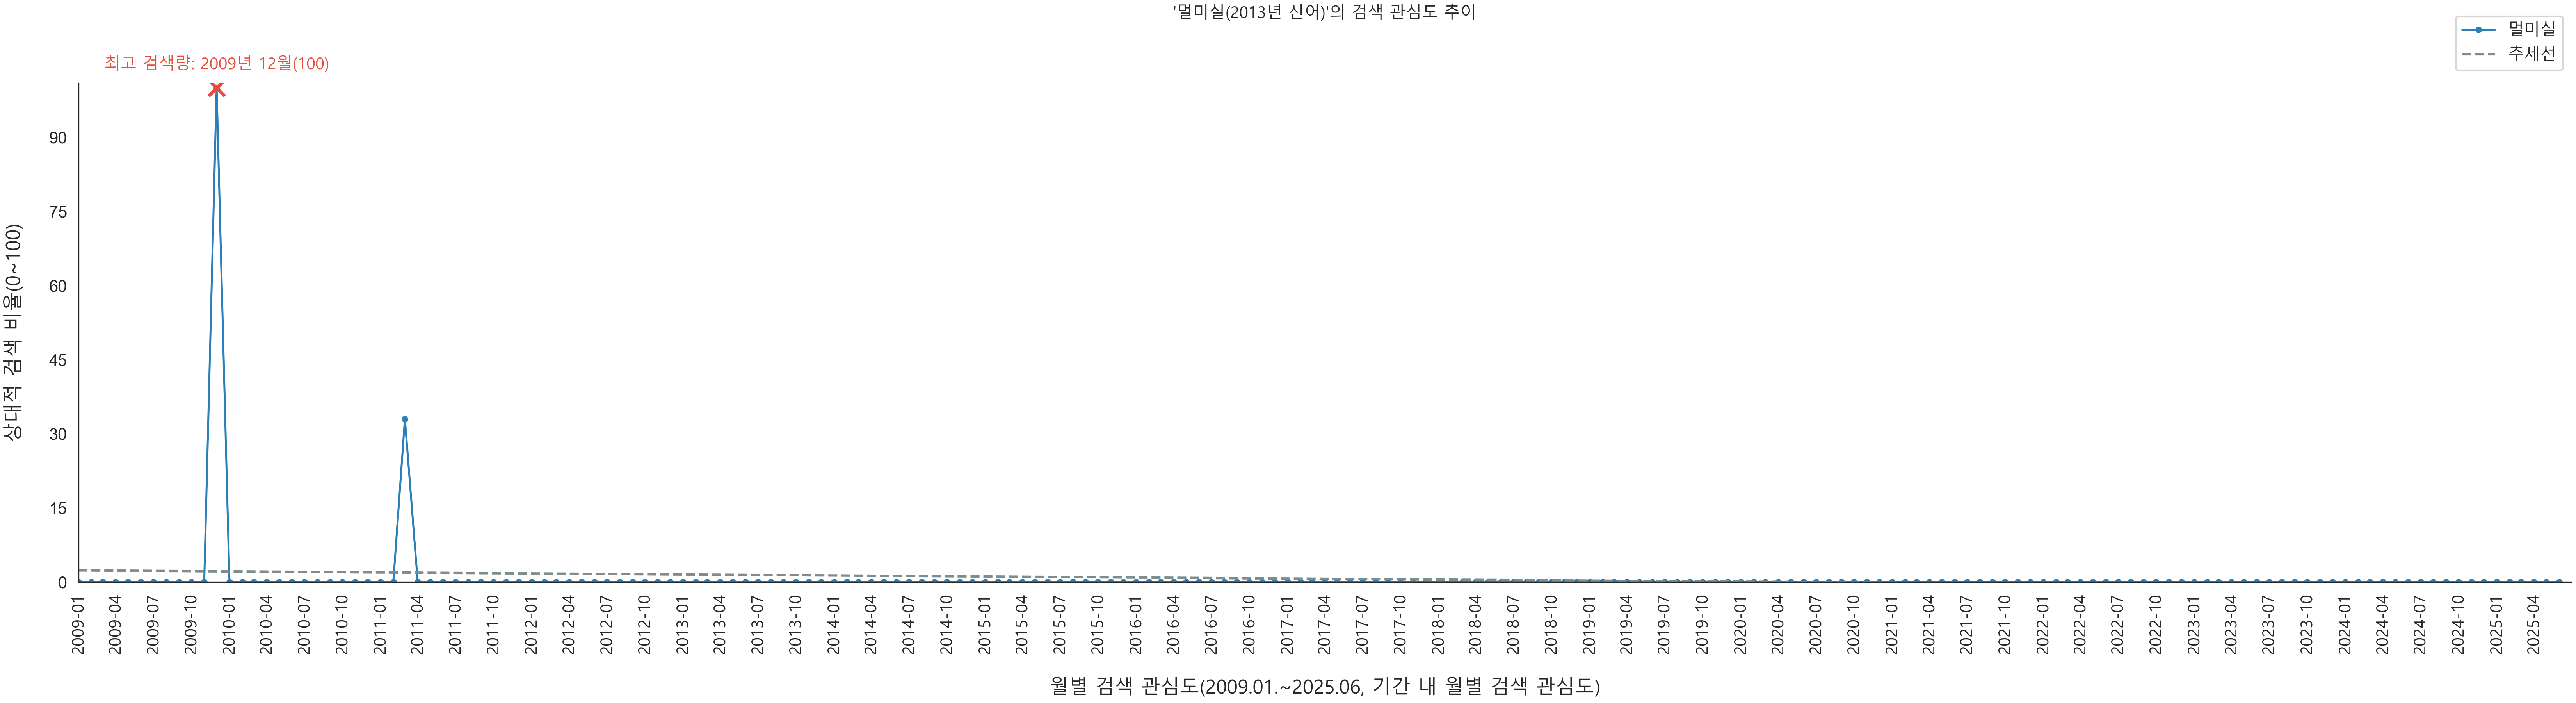 '멀미실(2013년 신어)'의 검색 관심도 추이
멀미실
추세선
최고 검색량: 2009년 12월(100)
상대적 검색 비율(0~100)
90
75
60
45
30
15
0
2009-01 2009-04 2009-07 2009-10 2010-01 2010-04 2010-07 2010-10 2011-01 2011-04 2011-07 2011-10 2012-01 2012-04 2012-07 2012-10 2013-01 2013-04 2013-07 2013-10 2014-01 2014-04 2014-07 2014-10 2015-01 2015-04 2015-07 2015-10 2016-01 2016-04 2016-07 2016-10 2017-01 2017-04 2017-07 2017-10 2018-01 2018-04 2018-07 2018-10 2019-01 2019-04 2019-07 2019-10 2020-01 2020-04 2020-07 2020-10 2021-01 2021-04 2021-07 2021-10 2022-01 2022-04 2022-07 2022-10 2023-01 2023-04 2023-07 2023-10 2024-01 2024-04 2024-07 2024-10 2025-01 2025-04
월별 검색 관심도(2009.01.~2025.06, 기간 내 월별 검색 관심도)